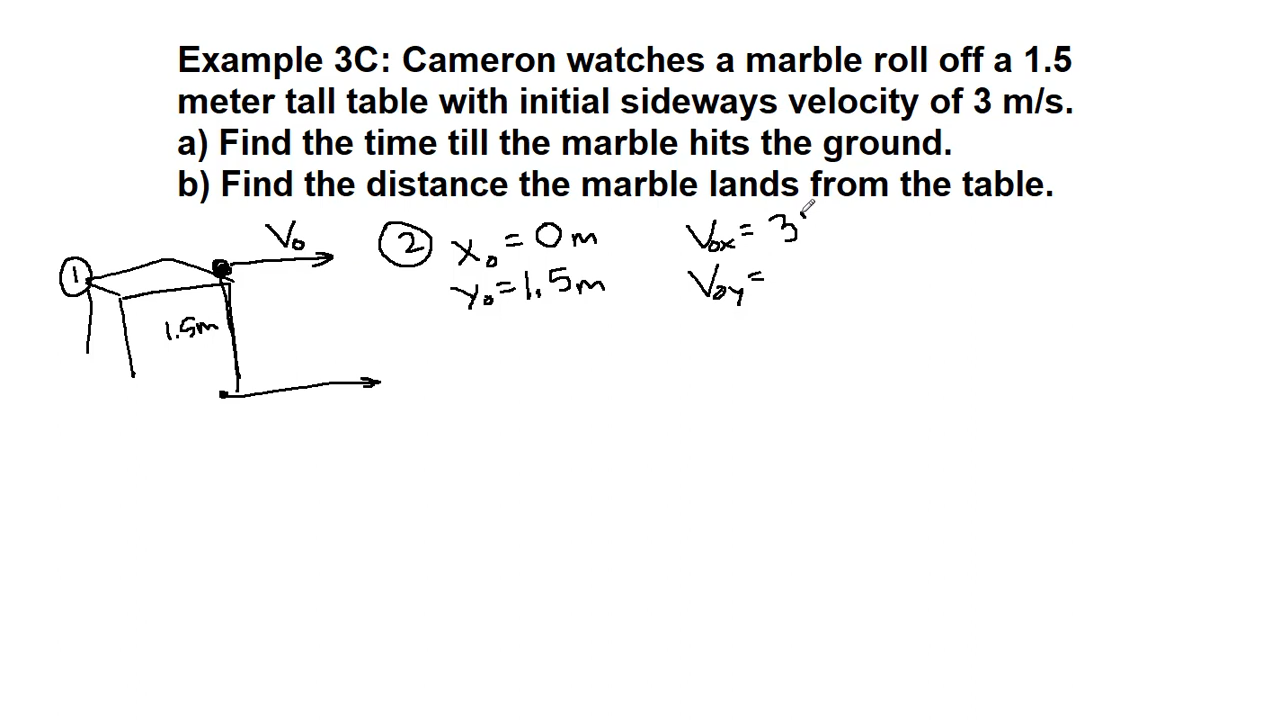 Example 3C: Cameron watches a marble roll off a 1.5
meter tall table with initial sideways velocity of 3 m/s.
a) Find the time till the marble hits the ground.
b) Find the distance the marble lands from the table.
V₀
1
1.5m
2
x₀ = 0 m
y₀ = 1.5m
V₀ₓ = 3
V₀y =